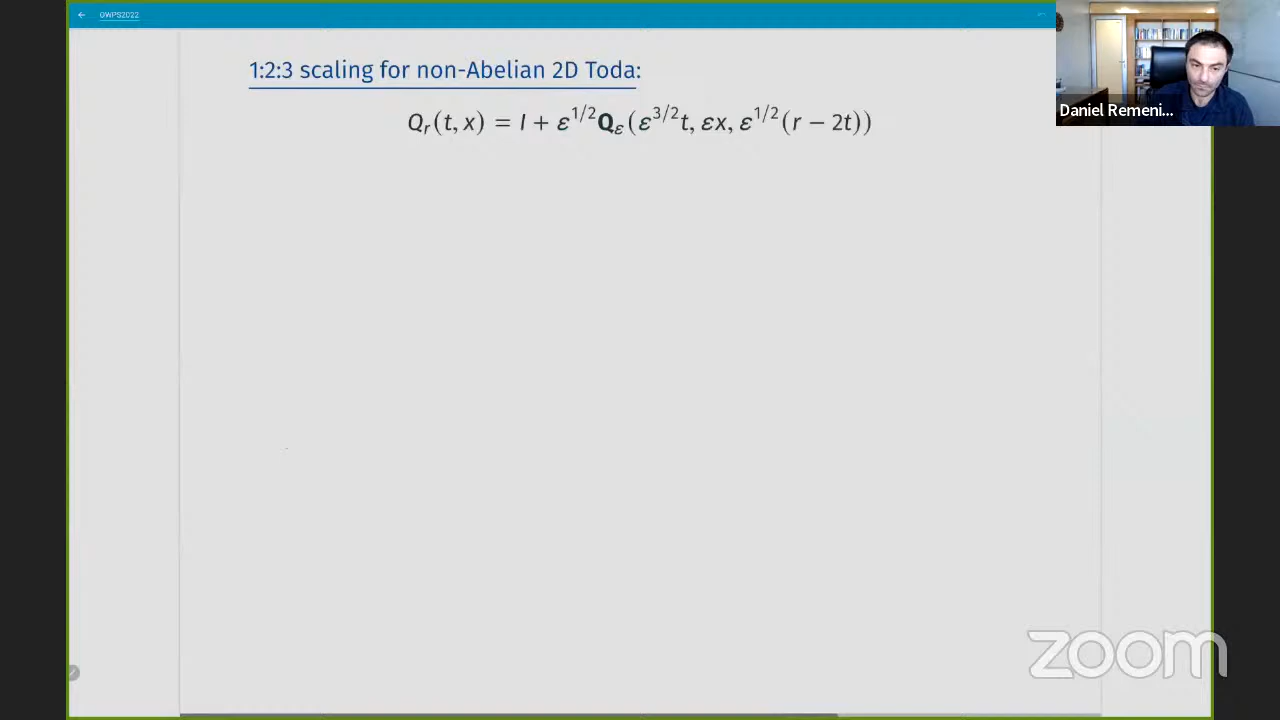 OWPS2022
1:2:3 scaling for non-Abelian 2D Toda:
Qᵣ(t, x) = I + ε^{1/2}Q_ε(ε^{3/2}t, εx, ε^{1/2}(r − 2t))
Daniel Remeni...
zoom